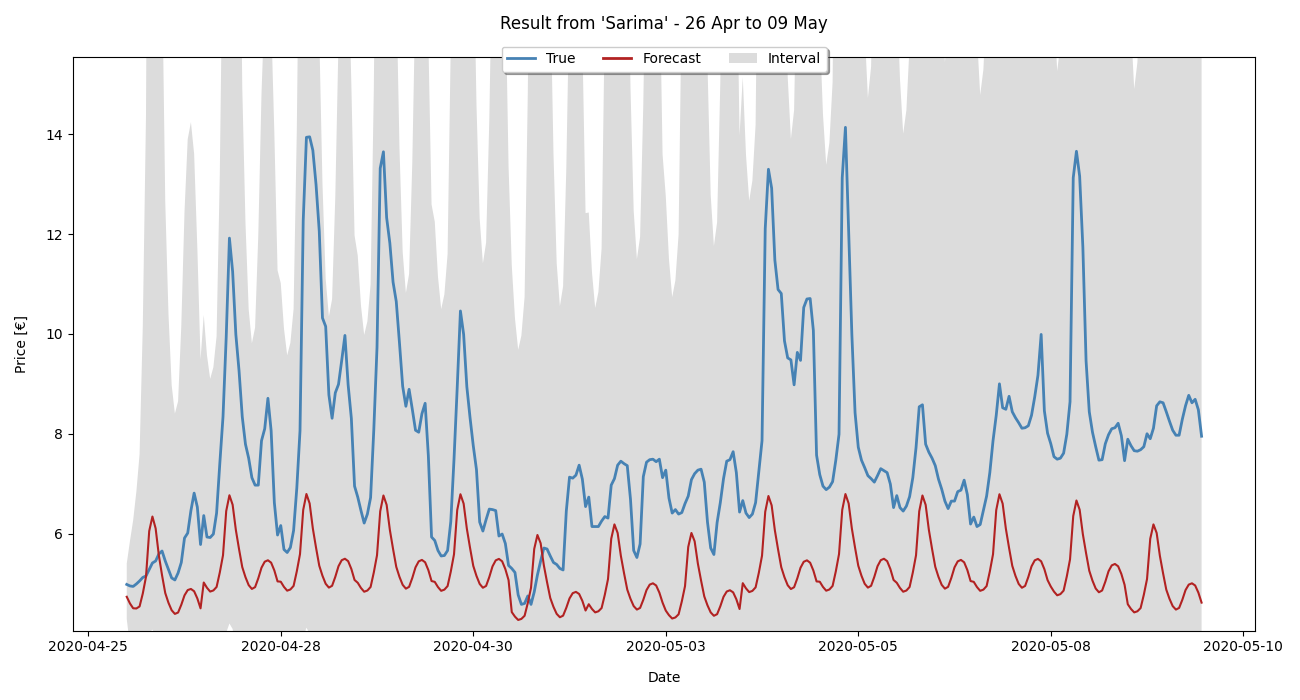 Result from 'Sarima' - 26 Apr to 09 May
True Forecast Interval
Price [€]
14
12
10
8
6
2020-04-25 2020-04-28 2020-04-30 2020-05-03 2020-05-05 2020-05-08 2020-05-10
Date